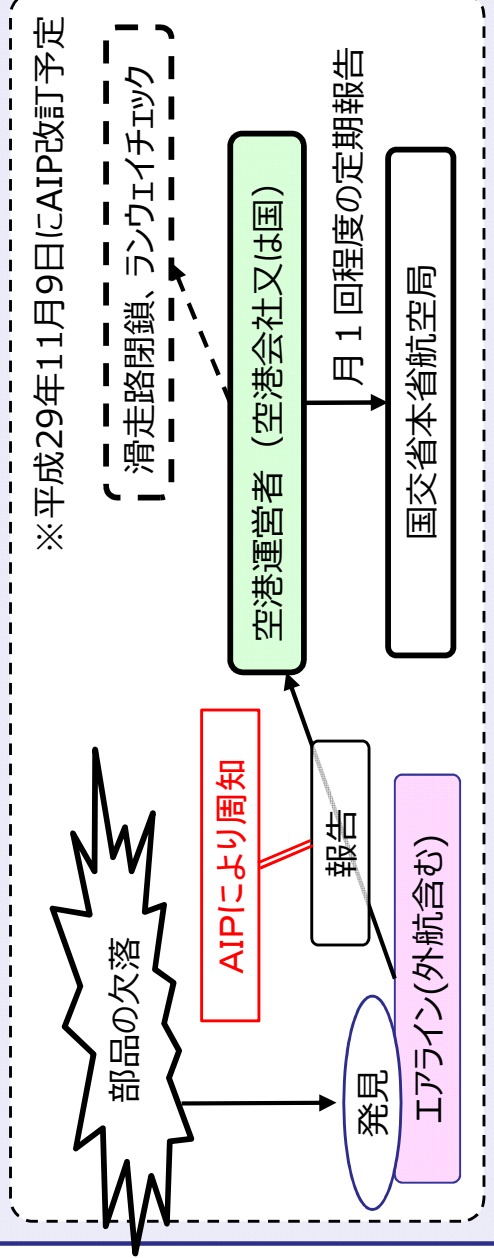 ※平成29年11月9日にAIP改訂予定
部品の欠落
滑走路閉鎖、ランウェイチェック
AIPにより周知
空港運営者（空港会社又は国）
報告
月１回程度の定期報告
発見
エアライン(外航含む)
国交省本省航空局